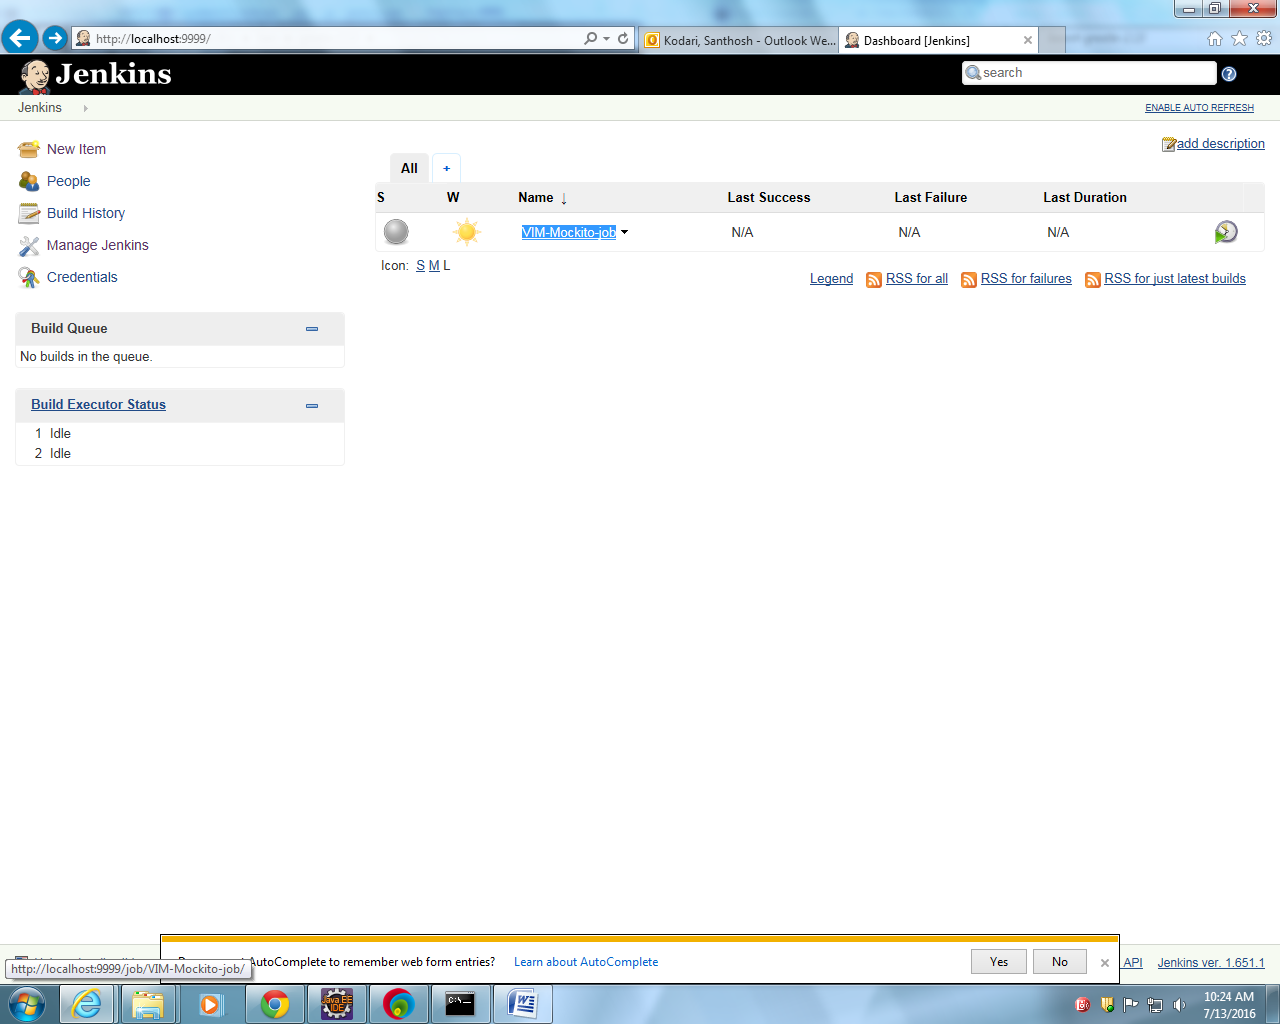 http://localhost:9999/
Kodari, Santhosh - Outlook We...
Dashboard [Jenkins]
Jenkins
search
Jenkins
ENABLE AUTO REFRESH
add description
New Item
People
Build History
Manage Jenkins
Credentials
All +
S W Name ↓ Last Success Last Failure Last Duration
VIM-Mockito-job N/A N/A N/A
Icon: S M L
Legend RSS for all RSS for failures RSS for just latest builds
Build Queue
No builds in the queue.
Build Executor Status
1 Idle
2 Idle
AutoComplete to remember web form entries? Learn about AutoComplete Yes No
API Jenkins ver. 1.651.1
http://localhost:9999/job/VIM-Mockito-job/
Java EE
IDE
C:\
10:24 AM
7/13/2016